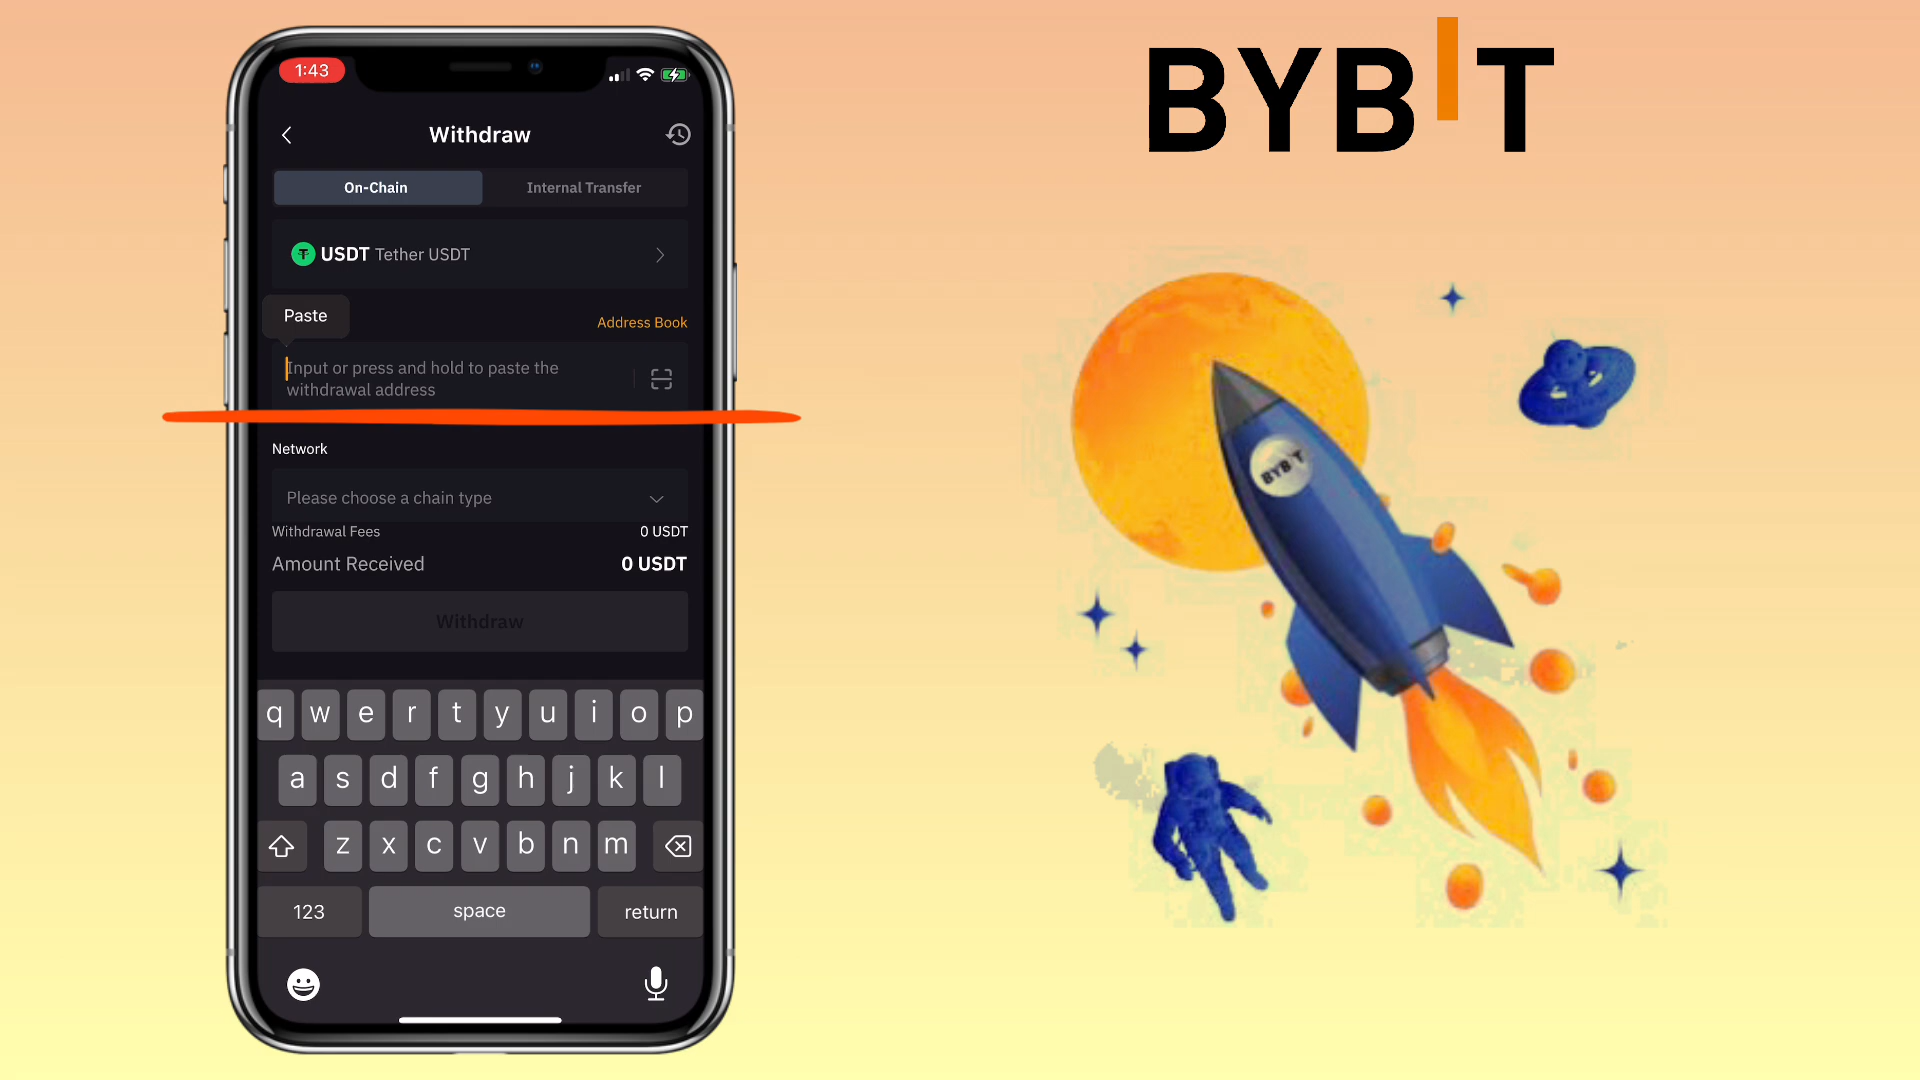 1:43
Withdraw
On-Chain
Internal Transfer
USDT Tether USDT
Paste
Address Book
Input or press and hold to paste the
withdrawal address
Network
Please choose a chain type
Withdrawal Fees
0 USDT
Amount Received
0 USDT
Withdraw
q w e r t y u i o p
a s d f g h j k l
z x c v b n m
123
space
return
BYBIT
BYBIT